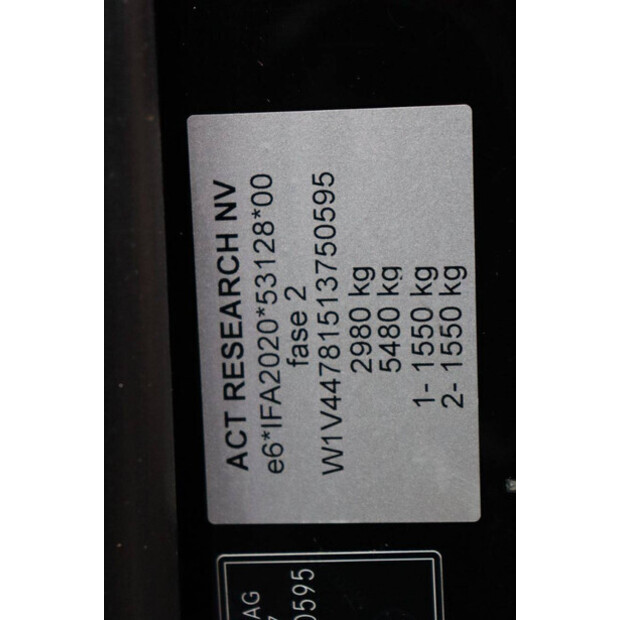 ACT RESEARCH NV
e6*IFA2020*53128*00
fase 2
W1V44781513750595
2980 kg
5480 kg
1- 1550 kg
2- 1550 kg
AG
0595